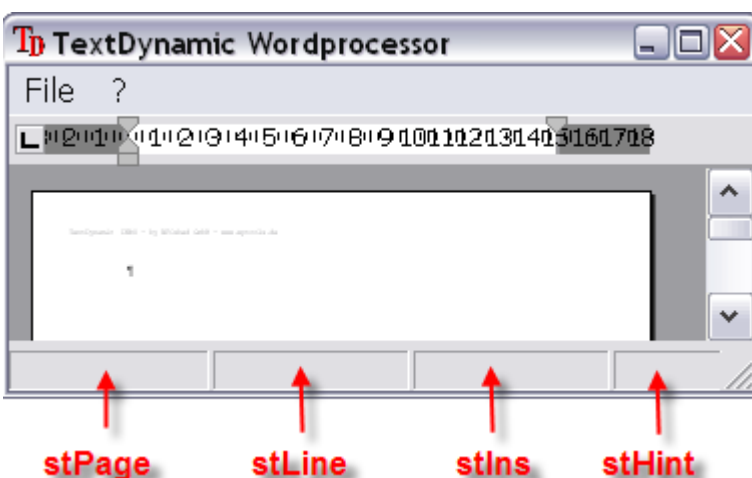 TD TextDynamic Wordprocessor
File ?
L 2 1 1 2 3 4 5 6 7 8 9 10 11 12 13 14 15 16 17 18
¶
stPage stLine stIns stHint